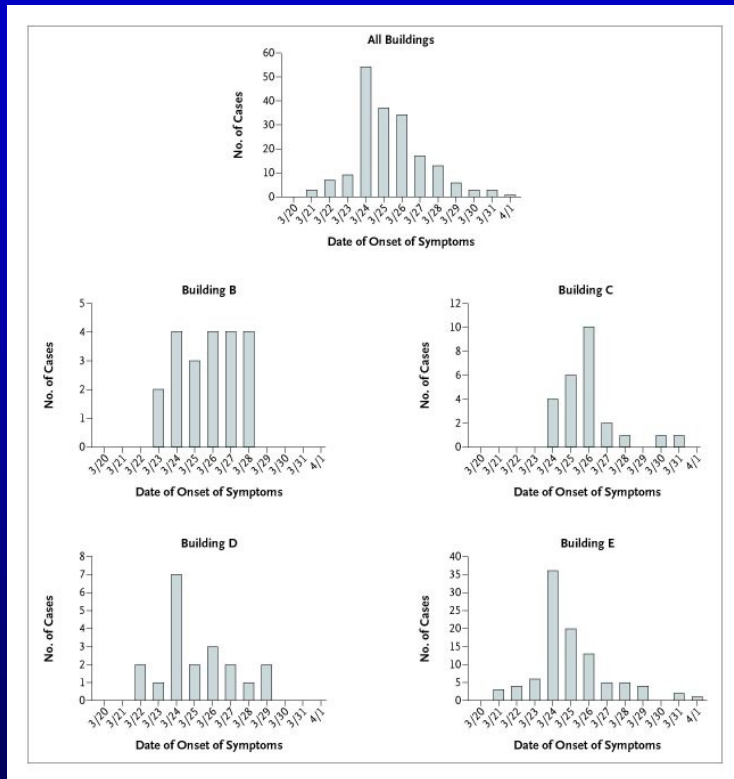 All Buildings
60
50
40
30
20
10
0
No. of Cases
3/20 3/21 3/22 3/23 3/24 3/25 3/26 3/27 3/28 3/29 3/30 3/31 4/1
Date of Onset of Symptoms
Building B
5
4
3
2
1
0
No. of Cases
3/20 3/21 3/22 3/23 3/24 3/25 3/26 3/27 3/28 3/29 3/30 3/31 4/1
Date of Onset of Symptoms
Building C
12
10
8
6
4
2
0
No. of Cases
3/20 3/21 3/22 3/23 3/24 3/25 3/26 3/27 3/28 3/29 3/30 3/31 4/1
Date of Onset of Symptoms
Building D
8
7
6
5
4
3
2
1
0
No. of Cases
3/20 3/21 3/22 3/23 3/24 3/25 3/26 3/27 3/28 3/29 3/30 3/31 4/1
Date of Onset of Symptoms
Building E
40
35
30
25
20
15
10
5
0
No. of Cases
3/20 3/21 3/22 3/23 3/24 3/25 3/26 3/27 3/28 3/29 3/30 3/31 4/1
Date of Onset of Symptoms